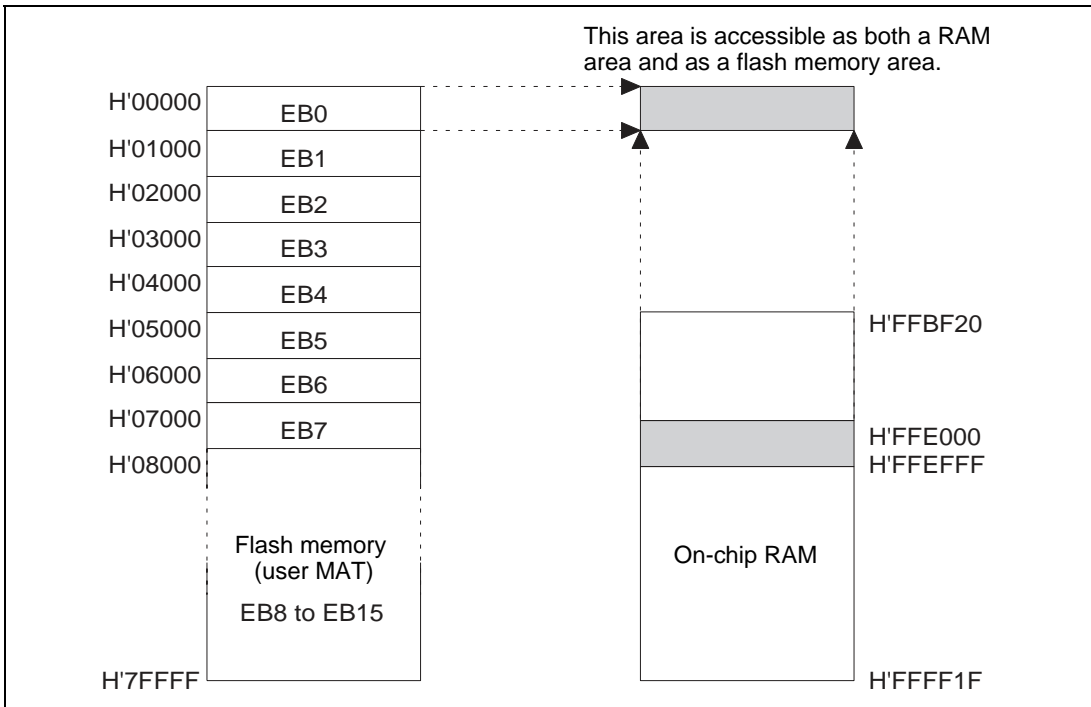 This area is accessible as both a RAM
area and as a flash memory area.
H'00000
EB0
H'01000
EB1
H'02000
EB2
H'03000
EB3
H'04000
EB4
H'05000
EB5
H'06000
EB6
H'07000
EB7
H'08000
Flash memory
(user MAT)
EB8 to EB15
H'7FFFF
H'FFBF20
H'FFE000
H'FFEFFF
On-chip RAM
H'FFFF1F